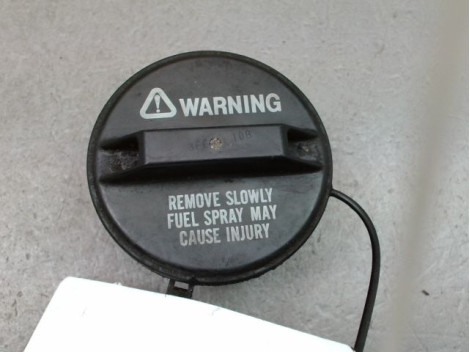 WARNING
REMOVE SLOWLY
FUEL SPRAY MAY
CAUSE INJURY